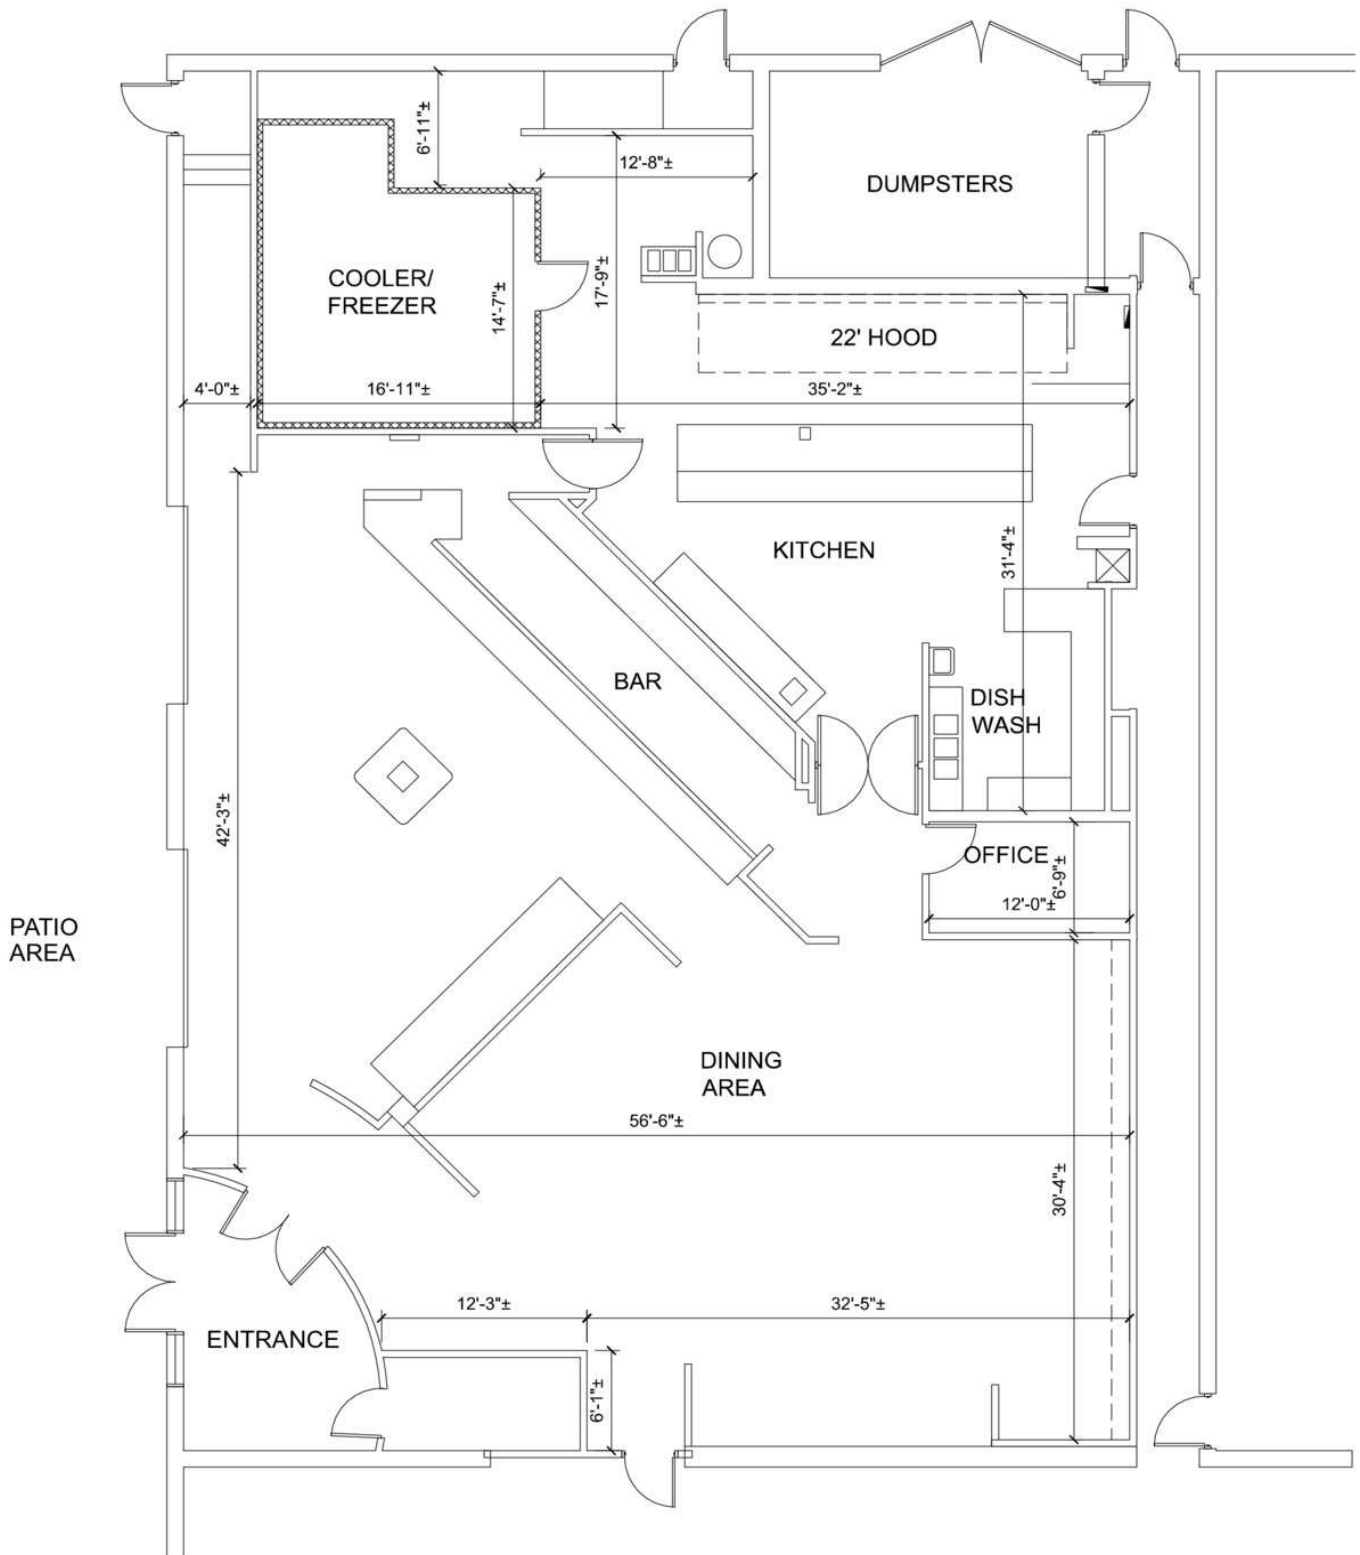 6'-11"±
12'-8"±
DUMPSTERS
COOLER/
FREEZER
14'-7"±
17'-9"±
22' HOOD
4'-0"±
16'-11"±
35'-2"±
KITCHEN
31'-4"±
BAR
DISH
WASH
42'-3"±
OFFICE
6'-9"±
12'-0"±
PATIO
AREA
DINING
AREA
56'-6"±
30'-4"±
12'-3"±
32'-5"±
ENTRANCE
6'-1"±